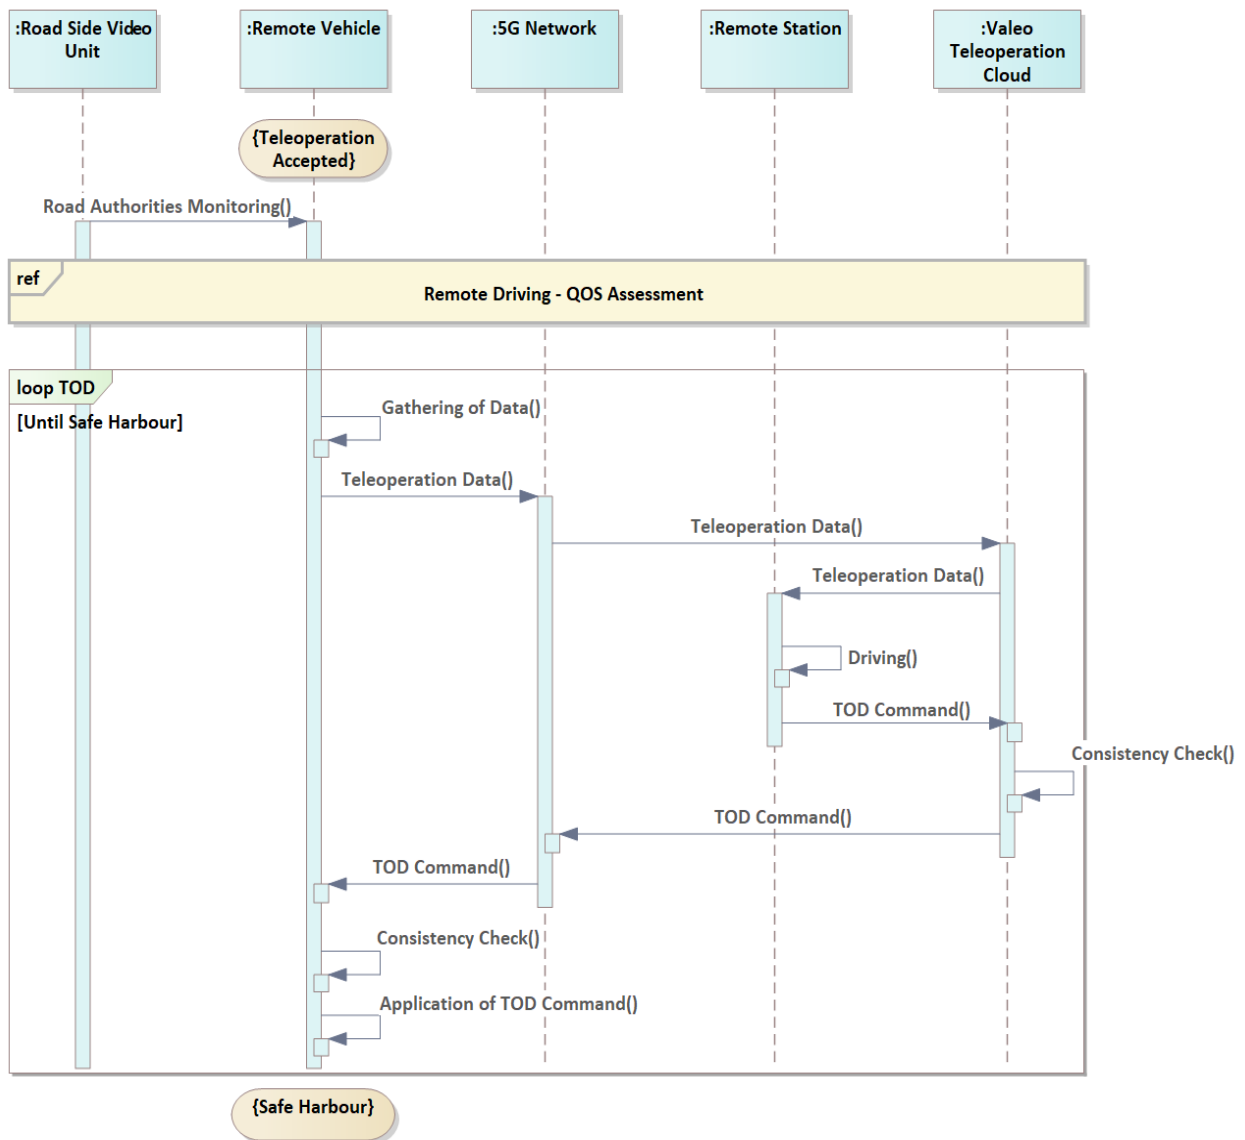 :Road Side Video
Unit
:Remote Vehicle
:5G Network
:Remote Station
:Valeo
Teleoperation
Cloud
{Teleoperation
Accepted}
Road Authorities Monitoring()
ref
Remote Driving - QOS Assessment
loop TOD
[Until Safe Harbour]
Gathering of Data()
Teleoperation Data()
Teleoperation Data()
Teleoperation Data()
Driving()
TOD Command()
Consistency Check()
TOD Command()
TOD Command()
Consistency Check()
Application of TOD Command()
{Safe Harbour}